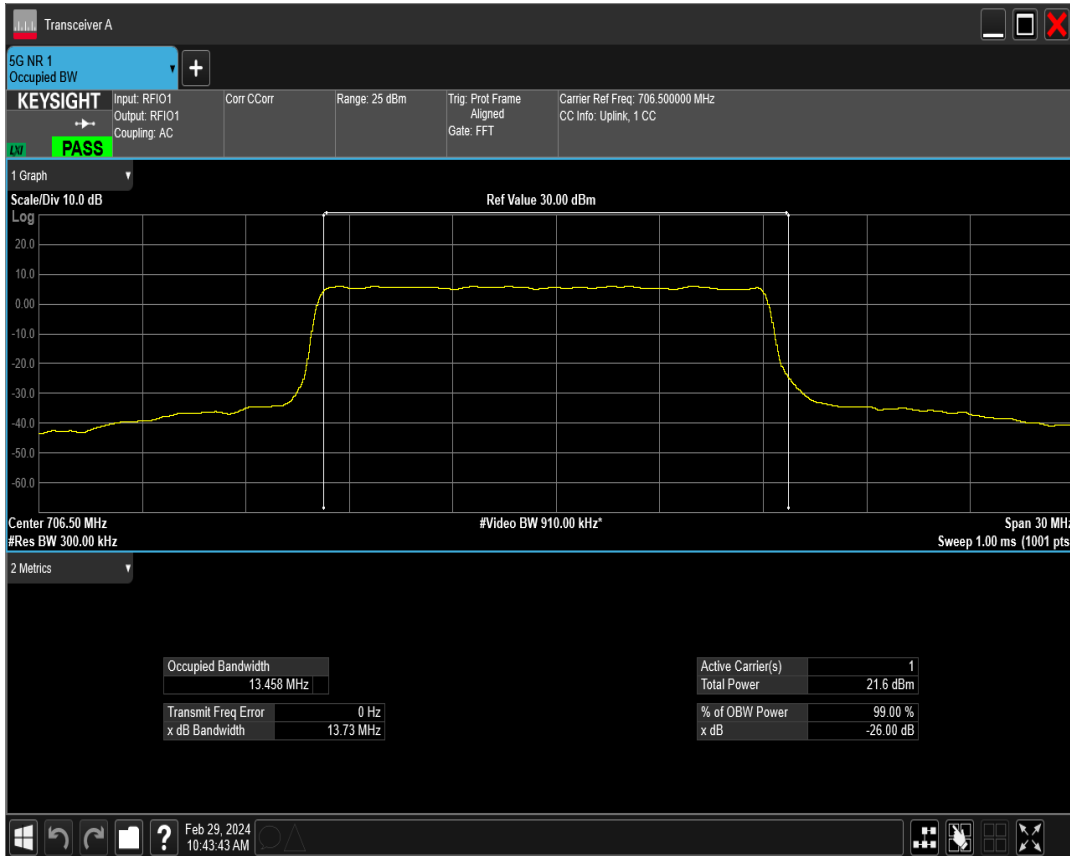 Transceiver A
5G NR 1
Occupied BW
+
KEYSIGHT
LXI
PASS
Input: RFIO1
Output: RFIO1
Coupling: AC
Corr CCorr
Range: 25 dBm
Trig: Prot Frame
Aligned
Gate: FFT
Carrier Ref Freq: 706.500000 MHz
CC Info: Uplink, 1 CC
1 Graph
Scale/Div 10.0 dB
Ref Value 30.00 dBm
Log
20.0
10.0
0.00
-10.0
-20.0
-30.0
-40.0
-50.0
-60.0
Center 706.50 MHz
#Video BW 910.00 kHz*
Span 30 MHz
#Res BW 300.00 kHz
Sweep 1.00 ms (1001 pts
2 Metrics
Occupied Bandwidth
13.458 MHz
Transmit Freq Error 0 Hz
x dB Bandwidth 13.73 MHz
Active Carrier(s) 1
Total Power 21.6 dBm
% of OBW Power 99.00 %
x dB -26.00 dB
?
Feb 29, 2024
10:43:43 AM